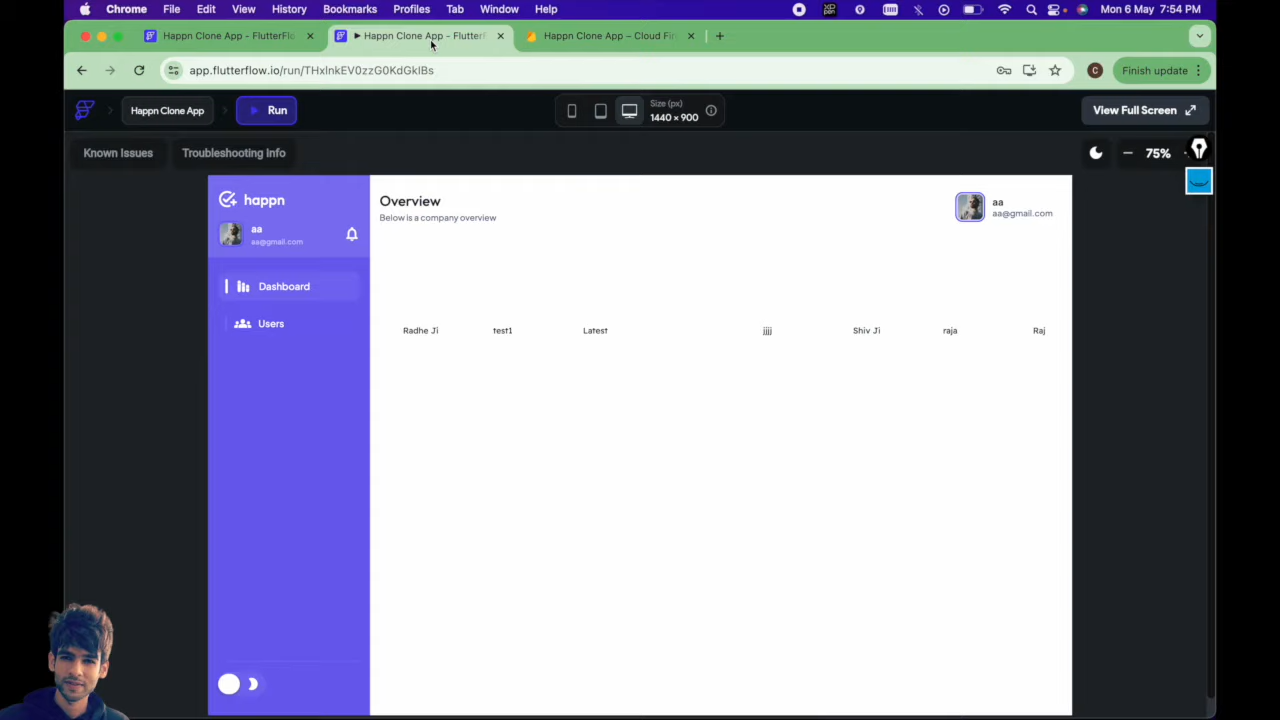 Chrome File Edit View History Bookmarks Profiles Tab Window Help Mon 6 May 7:54 PM
Happn Clone App - FlutterFlo Happn Clone App - FlutterF Happn Clone App – Cloud Fir
app.flutterflow.io/run/THxInkEV0zzG0KdGkIBs Finish update
Happn Clone App Run Size (px) 1440 × 900 View Full Screen
Known Issues Troubleshooting Info 75%
happn
aa
aa@gmail.com
Dashboard
Users
Overview
Below is a company overview
aa
aa@gmail.com
Radhe Ji test1 Latest jjjj Shiv Ji raja Raj